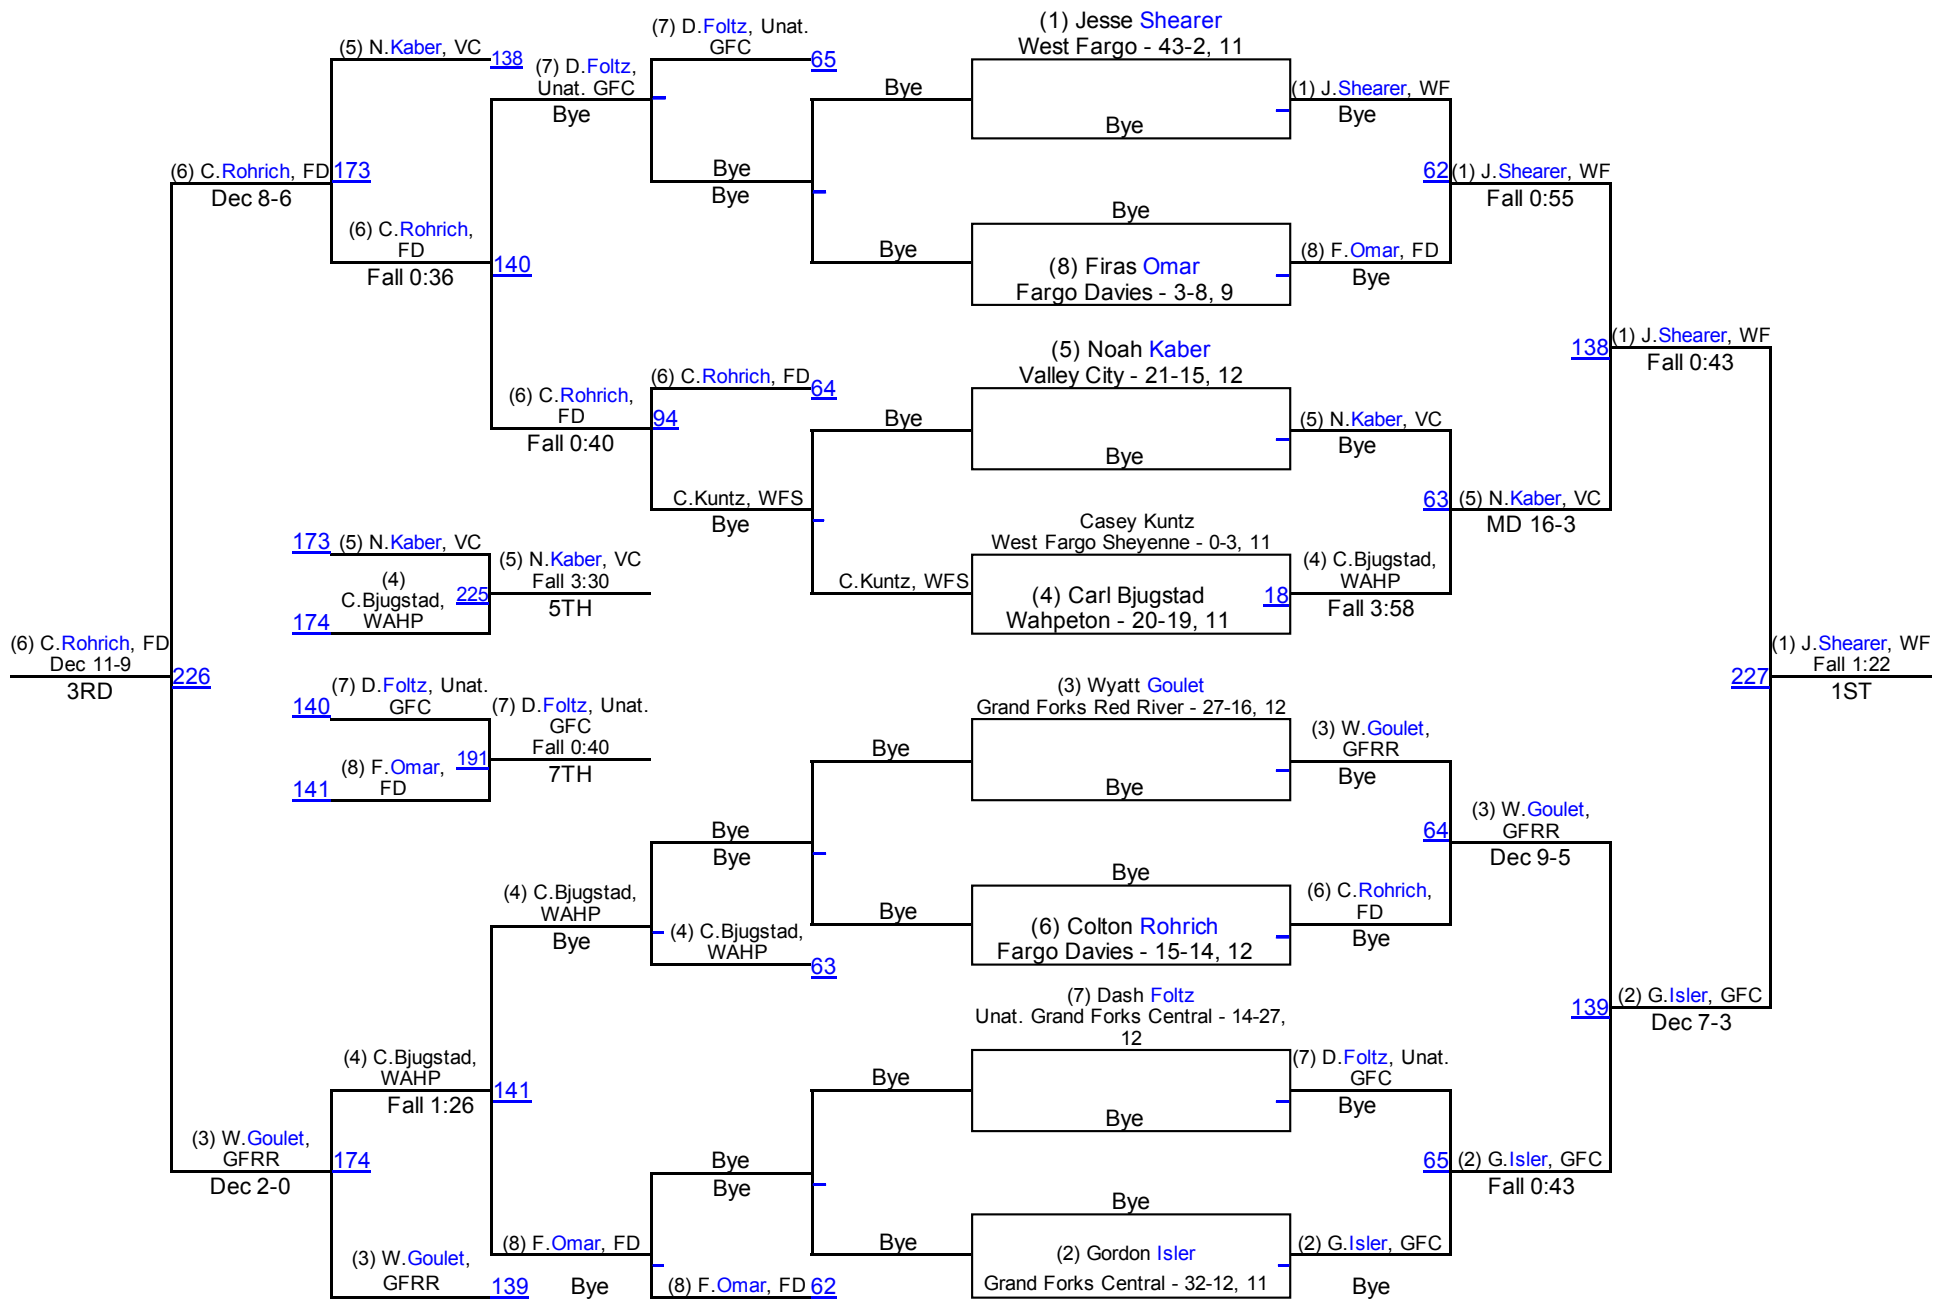 (1) Jesse Shearer
West Fargo - 43-2, 11
(7) D.Foltz, Unat.
GFC
65
(5) N.Kaber, VC
138
(7) D.Foltz,
Unat. GFC
Bye
Bye
Bye
(1) J.Shearer, WF
Bye
Bye
Bye
62
(1) J.Shearer, WF
Fall 0:55
(6) C.Rohrich, FD
173
Dec 8-6
(6) C.Rohrich,
FD
Fall 0:36
140
Bye
Bye
(8) Firas Omar
Fargo Davies - 3-8, 9
(8) F.Omar, FD
Bye
(5) Noah Kaber
Valley City - 21-15, 12
138
(1) J.Shearer, WF
Fall 0:43
(6) C.Rohrich, FD
64
(6) C.Rohrich,
FD
94
Fall 0:40
Bye
Bye
(5) N.Kaber, VC
Bye
C.Kuntz, WFS
Bye
63
(5) N.Kaber, VC
MD 16-3
Casey Kuntz
West Fargo Sheyenne - 0-3, 11
173
(5) N.Kaber, VC
(5) N.Kaber, VC
Fall 3:30
5TH
(4)
C.Bjugstad,
WAHP
225
174
C.Kuntz, WFS
(4) Carl Bjugstad
Wahpeton - 20-19, 11
18
(4) C.Bjugstad,
WAHP
Fall 3:58
(6) C.Rohrich, FD
Dec 11-9
3RD
226
227
(1) J.Shearer, WF
Fall 1:22
1ST
(7) D.Foltz, Unat.
GFC
140
(7) D.Foltz, Unat.
GFC
Fall 0:40
7TH
(8) F.Omar,
FD
191
141
(3) Wyatt Goulet
Grand Forks Red River - 27-16, 12
Bye
Bye
(3) W.Goulet,
GFRR
Bye
Bye
Bye
64
(3) W.Goulet,
GFRR
Dec 9-5
Bye
Bye
(6) Colton Rohrich
Fargo Davies - 15-14, 12
(6) C.Rohrich,
FD
Bye
(4) C.Bjugstad,
WAHP
Bye
(4) C.Bjugstad,
WAHP
63
(7) Dash Foltz
Unat. Grand Forks Central - 14-27,
12
139
(2) G.Isler, GFC
Dec 7-3
(4) C.Bjugstad,
WAHP
Fall 1:26
141
Bye
Bye
(7) D.Foltz, Unat.
GFC
Bye
(3) W.Goulet,
GFRR
Dec 2-0
174
Bye
Bye
65
(2) G.Isler, GFC
Fall 0:43
Bye
Bye
(2) Gordon Isler
Grand Forks Central - 32-12, 11
(2) G.Isler, GFC
Bye
(8) F.Omar, FD
Bye
(3) W.Goulet,
GFRR
139
(8) F.Omar, FD
62